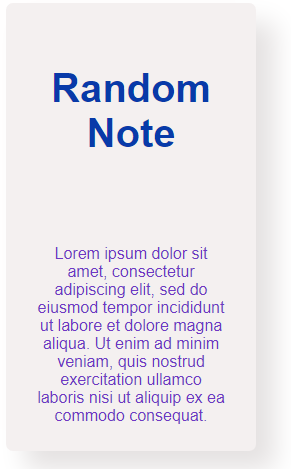 Random
Note
Lorem ipsum dolor sit
amet, consectetur
adipiscing elit, sed do
eiusmod tempor incididunt
ut labore et dolore magna
aliqua. Ut enim ad minim
veniam, quis nostrud
exercitation ullamco
laboris nisi ut aliquip ex ea
commodo consequat.